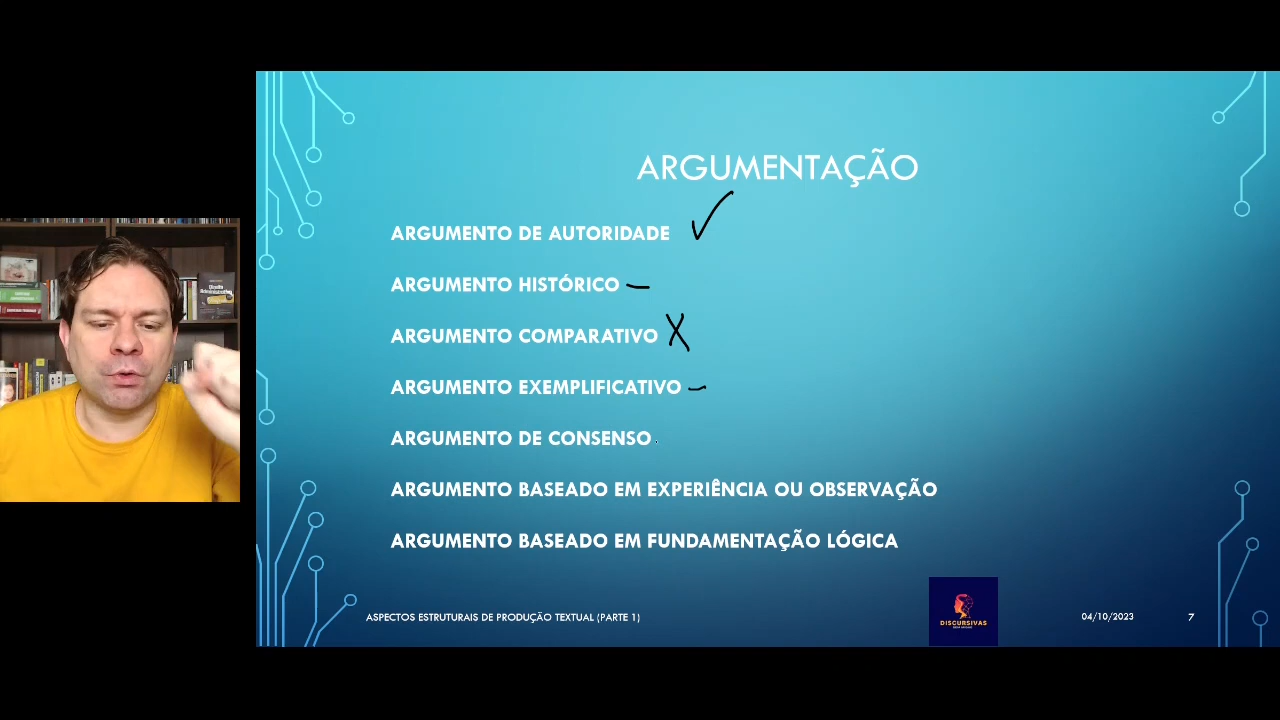 ARGUMENTAÇÃO
ARGUMENTO DE AUTORIDADE
ARGUMENTO HISTÓRICO
ARGUMENTO COMPARATIVO
ARGUMENTO EXEMPLIFICATIVO
ARGUMENTO DE CONSENSO
ARGUMENTO BASEADO EM EXPERIÊNCIA OU OBSERVAÇÃO
ARGUMENTO BASEADO EM FUNDAMENTAÇÃO LÓGICA
ASPECTOS ESTRUTURAIS DE PRODUÇÃO TEXTUAL (PARTE 1)
DISCURSIVAS
04/10/2023
7